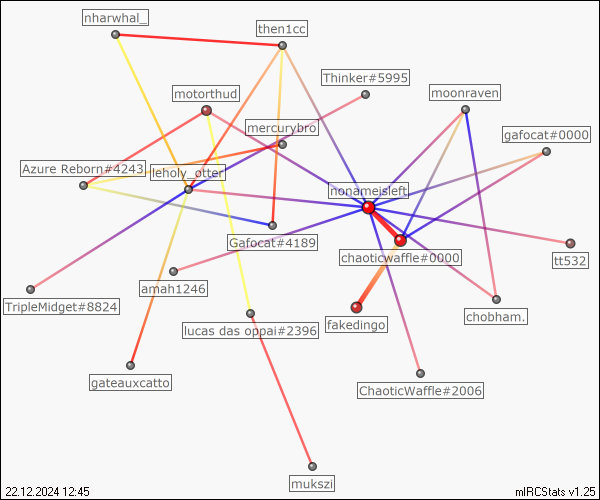 nharwhal_
then1cc
Thinker#5995
motorthud
moonraven
mercurybro
gafocat#0000
Azure Reborn#4243
leholy_otter
nonameisleft
Gafocat#4189
chaoticwaffle#0000
tt532
amah1246
TripleMidget#8824
lucas das oppai#2396
fakedingo
chobham.
gateauxcatto
ChaoticWaffle#2006
mukszi
22.12.2024 12:45
mIRCStats v1.25